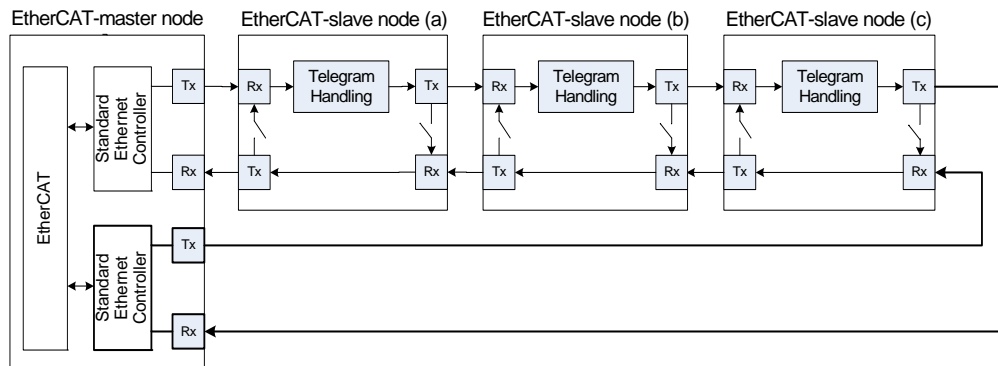 EtherCAT-master node
EtherCAT-slave node (a)
EtherCAT-slave node (b)
EtherCAT-slave node (c)
EtherCAT
Standard
Ethernet
Controller
Tx
Rx
Rx
Telegram
Handling
Tx
Tx
Rx
Rx
Telegram
Handling
Tx
Tx
Rx
Rx
Telegram
Handling
Tx
Tx
Rx
Standard
Ethernet
Controller
Tx
Rx